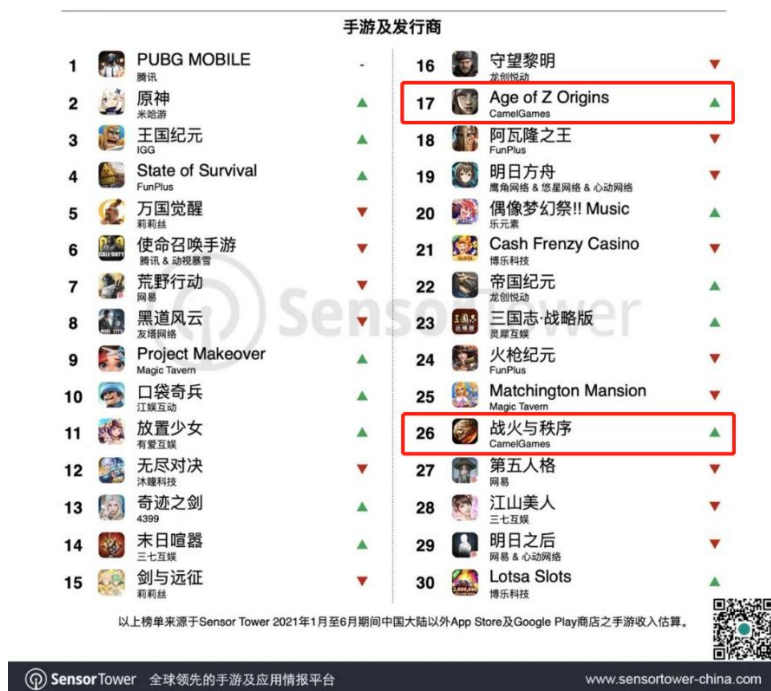 手游及发行商
1
PUBG MOBILE
腾讯
-
2
原神
米哈游
3
王国纪元
IGG
4
State of Survival
FunPlus
5
万国觉醒
莉莉丝
6
使命召唤手游
腾讯 & 动视暴雪
7
荒野行动
网易
8
黑道风云
友塔网络
9
Project Makeover
Magic Tavern
10
口袋奇兵
江娱互动
11
放置少女
有爱互娱
12
无尽对决
沐瞳科技
13
奇迹之剑
4399
14
末日喧嚣
三七互娱
15
剑与远征
莉莉丝
16
守望黎明
龙创悦动
17
Age of Z Origins
CamelGames
18
阿瓦隆之王
FunPlus
19
明日方舟
鹰角网络 & 悠星网络 & 心动网络
20
偶像梦幻祭!! Music
乐元素
21
Cash Frenzy Casino
博乐科技
22
帝国纪元
龙创悦动
23
三国志·战略版
灵犀互娱
24
火枪纪元
FunPlus
25
Matchington Mansion
Magic Tavern
26
战火与秩序
CamelGames
27
第五人格
网易
28
江山美人
三七互娱
29
明日之后
网易 & 心动网络
30
Lotsa Slots
博乐科技
SensorTower
以上榜单来源于Sensor Tower 2021年1月至6月期间中国大陆以外App Store及Google Play商店之手游收入估算。
SensorTower 全球领先的手游及应用情报平台
www.sensortower-china.com